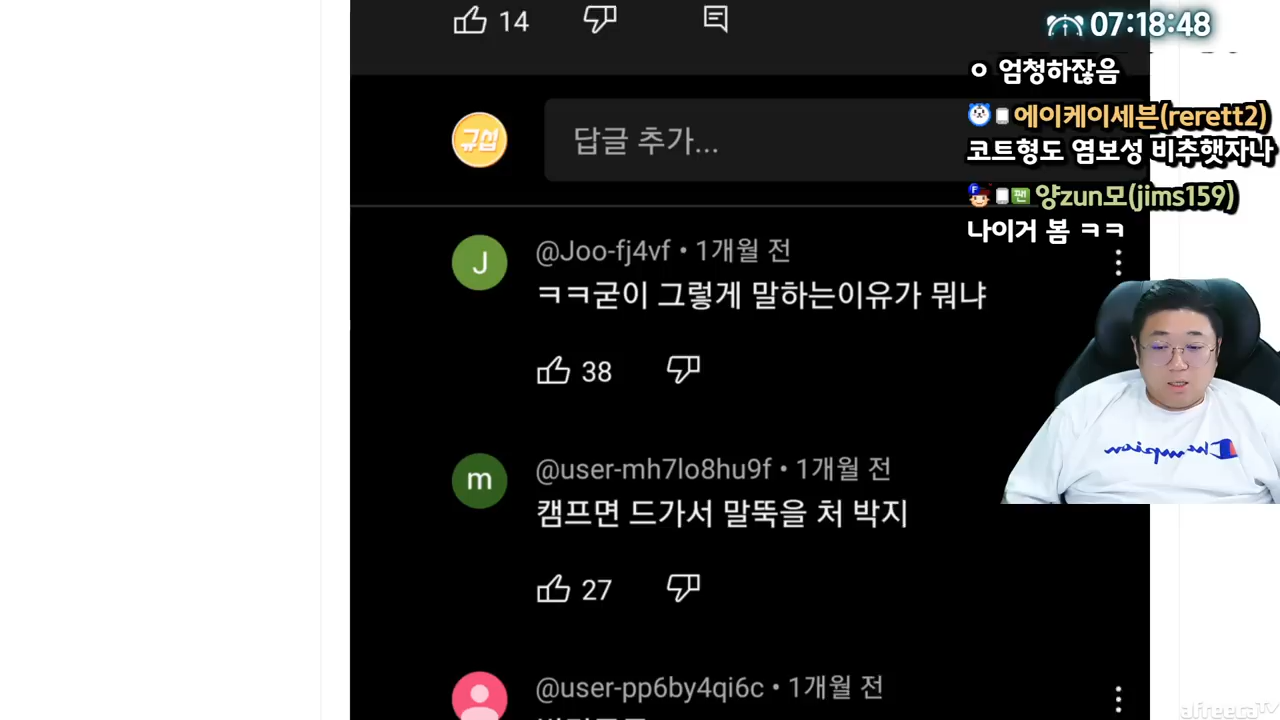 14
07:18:48
ㅇ 엄청하잖음
에이케이세븐(rerett2)
코트형도 염보성 비추햇자나
양zun모(jims159)
나이거 봄 ㅋㅋ
규섭
답글 추가...
J
@Joo-fj4vf • 1개월 전
ㅋㅋ굳이 그렇게 말하는이유가 뭐냐
38
m
@user-mh7lo8hu9f • 1개월 전
캠프면 드가서 말뚝을 처 박지
27
@user-pp6by4qi6c • 1개월 전
Champion
afreecaTV